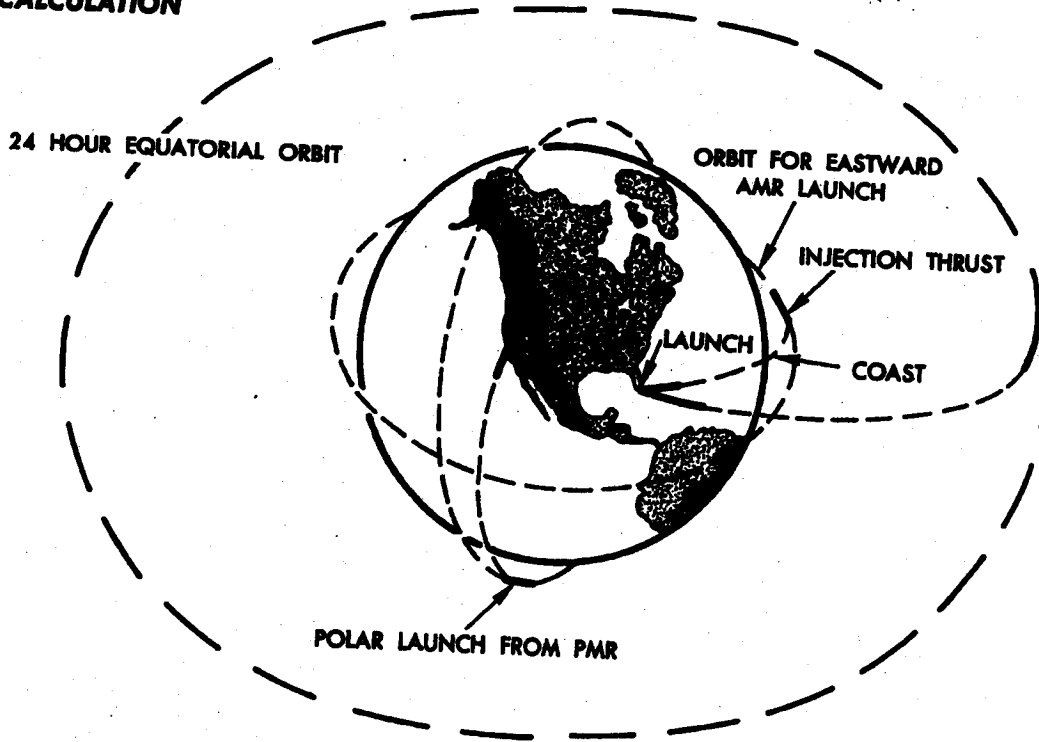 CALCULATION
24 HOUR EQUATORIAL ORBIT
ORBIT FOR EASTWARD
AMR LAUNCH
INJECTION THRUST
LAUNCH
COAST
POLAR LAUNCH FROM PMR